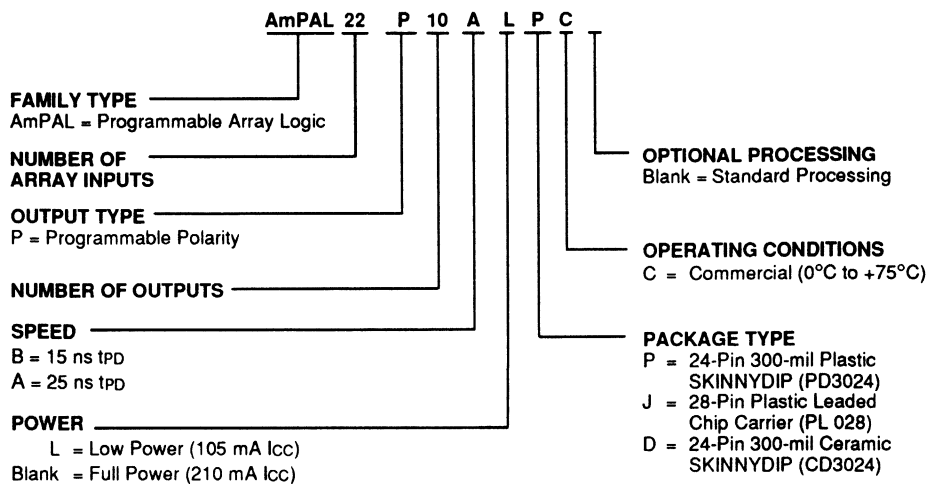 AmPAL 22 P 10 A L P C
FAMILY TYPE
AmPAL = Programmable Array Logic
NUMBER OF
ARRAY INPUTS
OUTPUT TYPE
P = Programmable Polarity
NUMBER OF OUTPUTS
SPEED
B = 15 ns tPD
A = 25 ns tPD
POWER
L = Low Power (105 mA ICC)
Blank = Full Power (210 mA ICC)
OPTIONAL PROCESSING
Blank = Standard Processing
OPERATING CONDITIONS
C = Commercial (0°C to +75°C)
PACKAGE TYPE
P = 24-Pin 300-mil Plastic
SKINNYDIP (PD3024)
J = 28-Pin Plastic Leaded
Chip Carrier (PL 028)
D = 24-Pin 300-mil Ceramic
SKINNYDIP (CD3024)